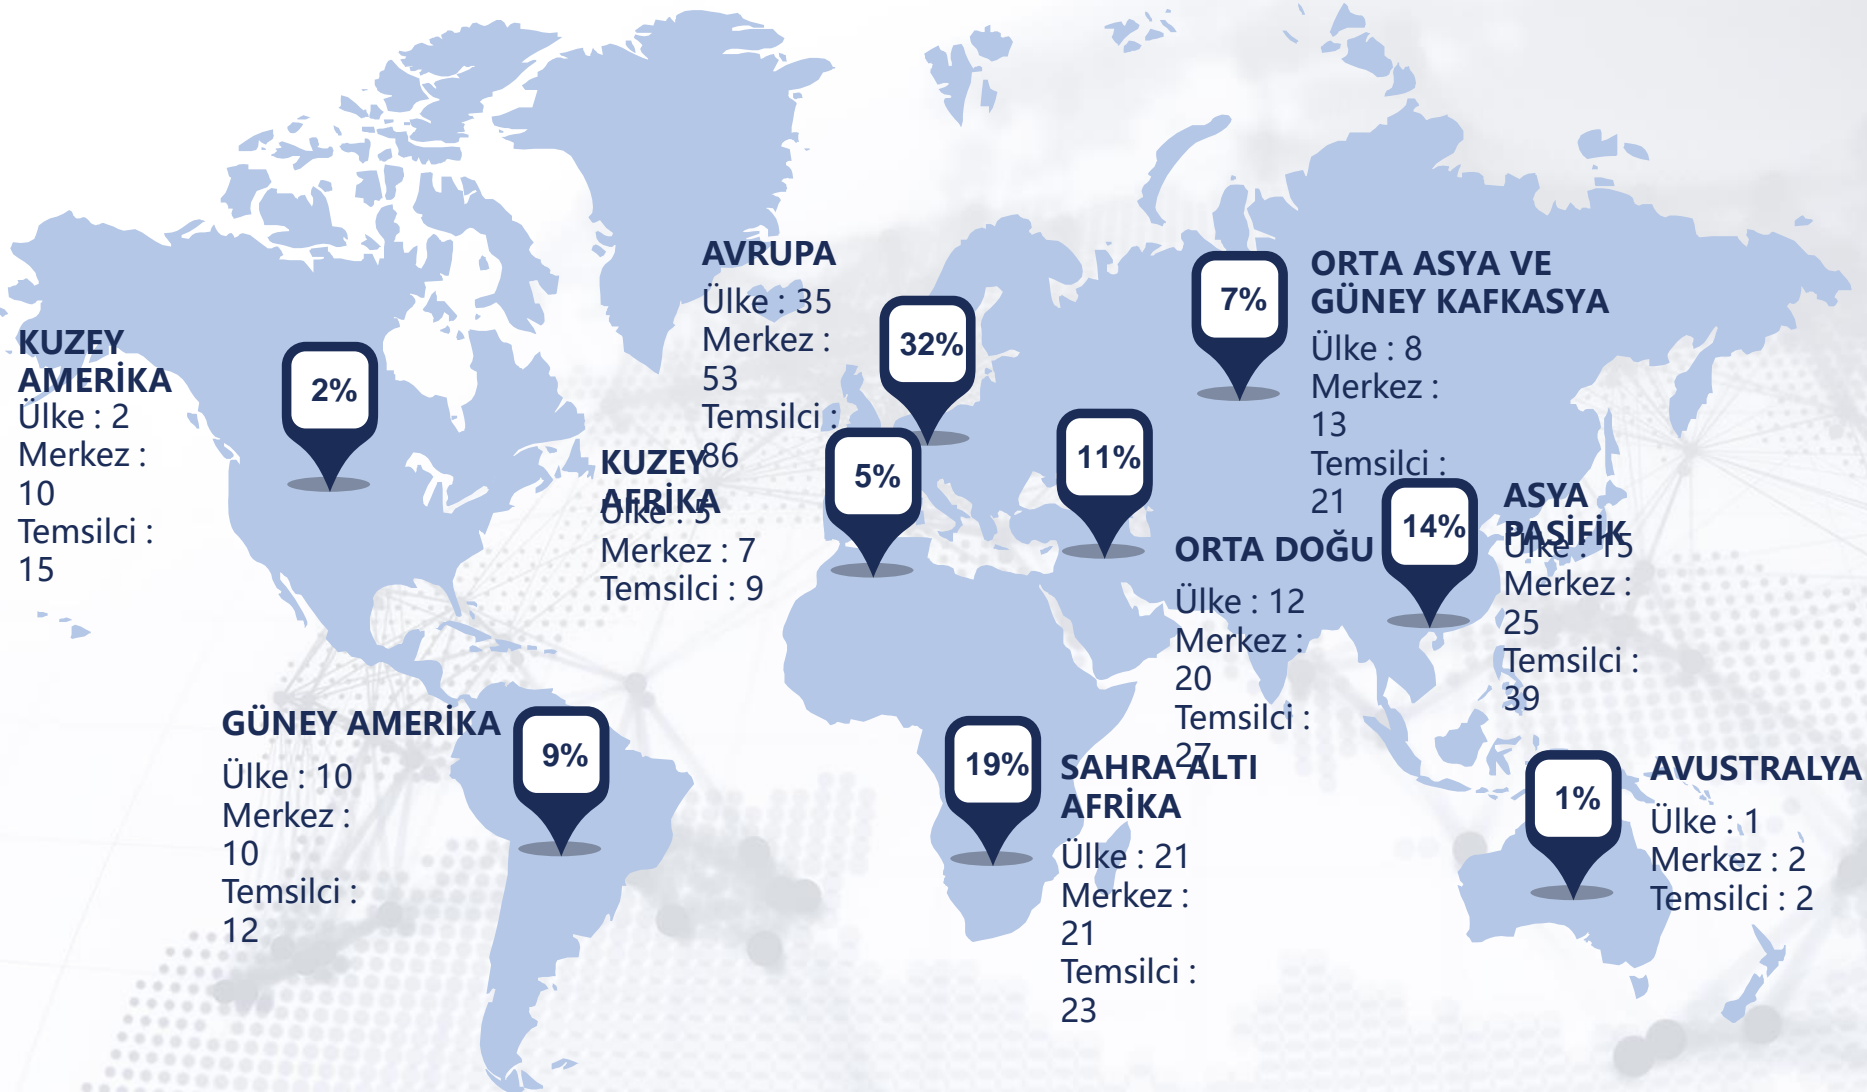 KUZEY
AMERİKA
Ülke : 2
Merkez :
10
Temsilci :
15
2%
AVRUPA
Ülke : 35
Merkez :
53
Temsilci :
86
32%
KUZEY
AFRİKA
Ülke : 5
Merkez : 7
Temsilci : 9
5%
7%
ORTA ASYA VE
GÜNEY KAFKASYA
Ülke : 8
Merkez :
13
Temsilci :
21
11%
ORTA DOĞU
Ülke : 12
Merkez :
20
Temsilci :
27
14%
ASYA
PASİFİK
Ülke : 15
Merkez :
25
Temsilci :
39
GÜNEY AMERİKA
Ülke : 10
Merkez :
10
Temsilci :
12
9%
19%
SAHRA ALTI
AFRİKA
Ülke : 21
Merkez :
21
Temsilci :
23
1%
AVUSTRALYA
Ülke : 1
Merkez : 2
Temsilci : 2